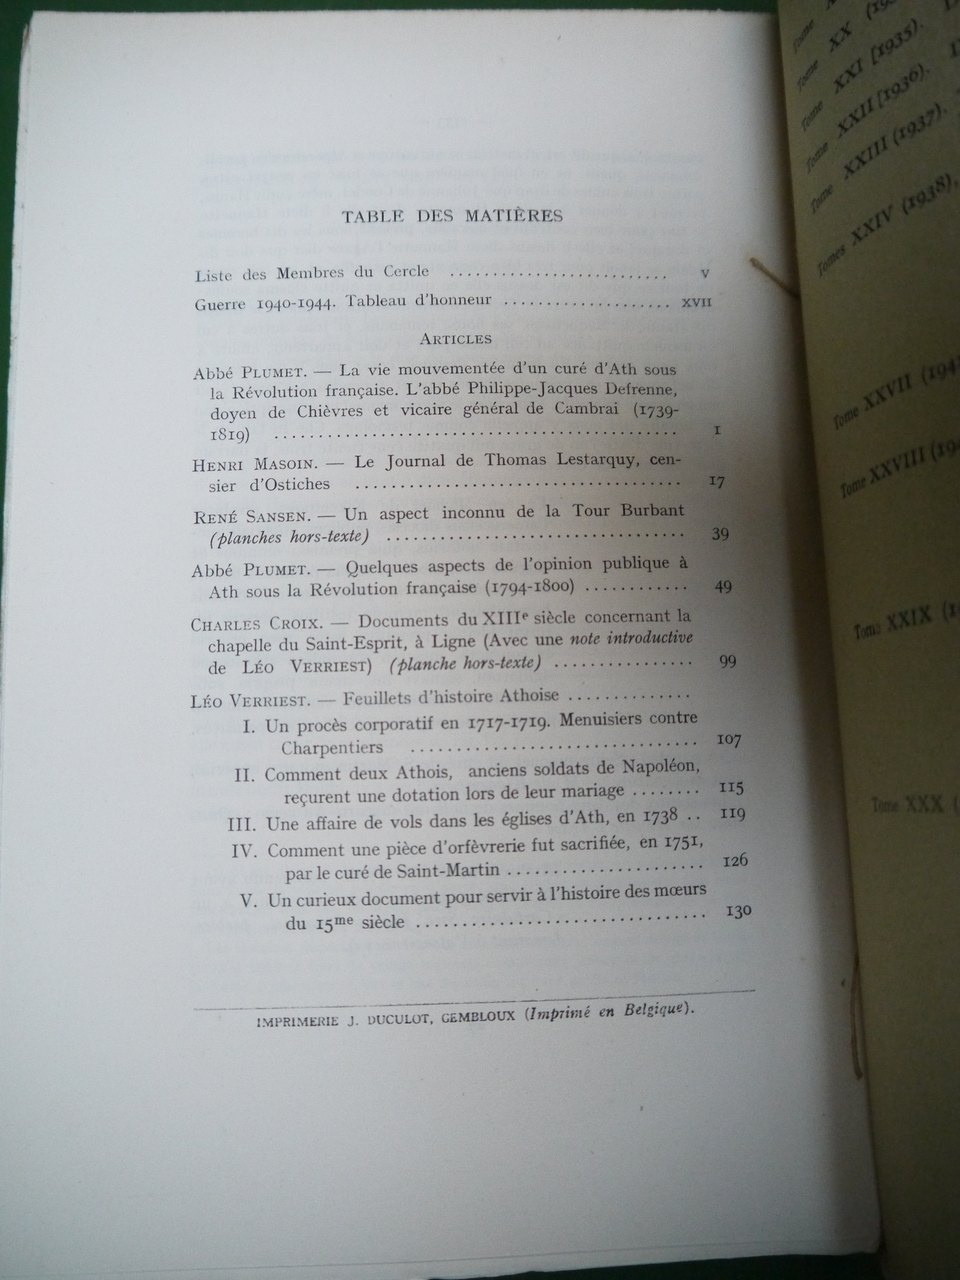 TABLE DES MATIÈRES
Liste des Membres du Cercle .......................... V
Guerre 1940-1944. Tableau d'honneur ................... XVII
ARTICLES
Abbé PLUMET. — La vie mouvementée d'un curé d'Ath sous
la Révolution française. L'abbé Philippe-Jacques Defrenne,
doyen de Chièvres et vicaire général de Cambrai (1739-
1819) ........................................... 1
HENRI MASOIN. — Le Journal de Thomas Lestarquy, cen-
sier d'Ostiches ................................... 17
RENÉ SANSEN. — Un aspect inconnu de la Tour Burbant
(planches hors-texte) ................................ 39
Abbé PLUMET. — Quelques aspects de l'opinion publique à
Ath sous la Révolution française (1794-1800) ........... 49
CHARLES CROIX. — Documents du XIIIe siècle concernant la
chapelle du Saint-Esprit, à Ligne (Avec une note introductive
de LÉO VERRIEST) (planche hors-texte) ............... 99
LÉO VERRIEST. — Feuillets d'histoire Athoise .............
I. Un procès corporatif en 1717-1719. Menuisiers contre
Charpentiers .............................. 107
II. Comment deux Athois, anciens soldats de Napoléon,
reçurent une dotation lors de leur mariage ........ 115
III. Une affaire de vols dans les églises d'Ath, en 1738 .. 119
IV. Comment une pièce d'orfèvrerie fut sacrifiée, en 1751,
par le curé de Saint-Martin ..................... 126
V. Un curieux document pour servir à l'histoire des mœurs
du 15me siècle ............................... 130
IMPRIMERIE J. DUCULOT, GEMBLOUX (Imprimé en Belgique).
Tome
Tome XX
Tome XXI [1935).
Tome XXII [1936).
Tome XXIII (1937).
Tomes XXIV (1938),
Tome XXVII
Tome XXVIII
Tome XXIX
Tome XXX